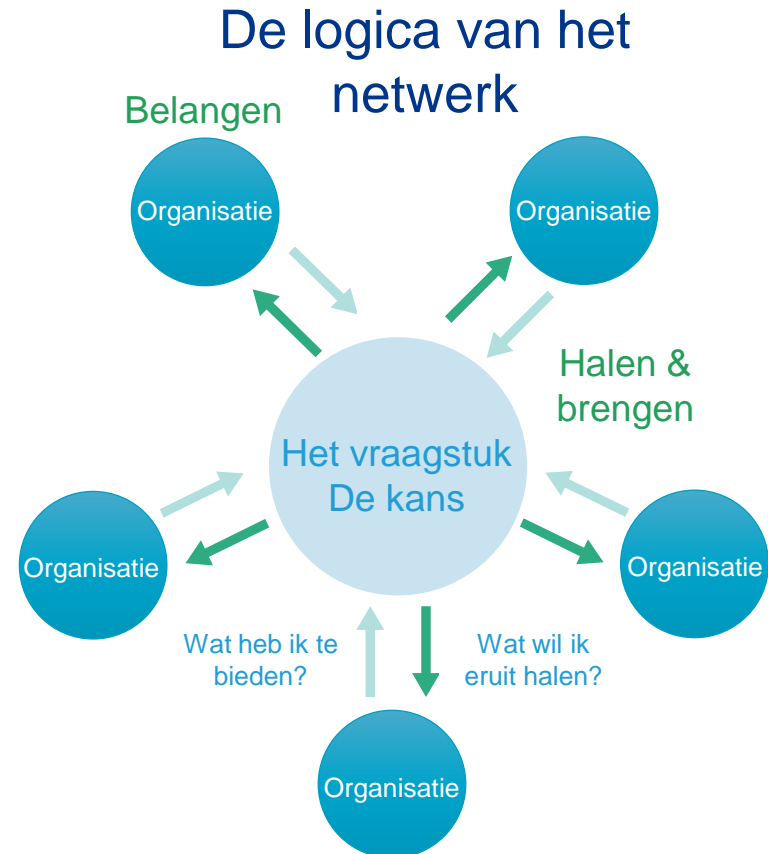 De logica van het
netwerk
Belangen
Organisatie
Organisatie
Halen &
brengen
Het vraagstuk
De kans
Organisatie
Organisatie
Wat heb ik te
bieden?
Wat wil ik
eruit halen?
Organisatie